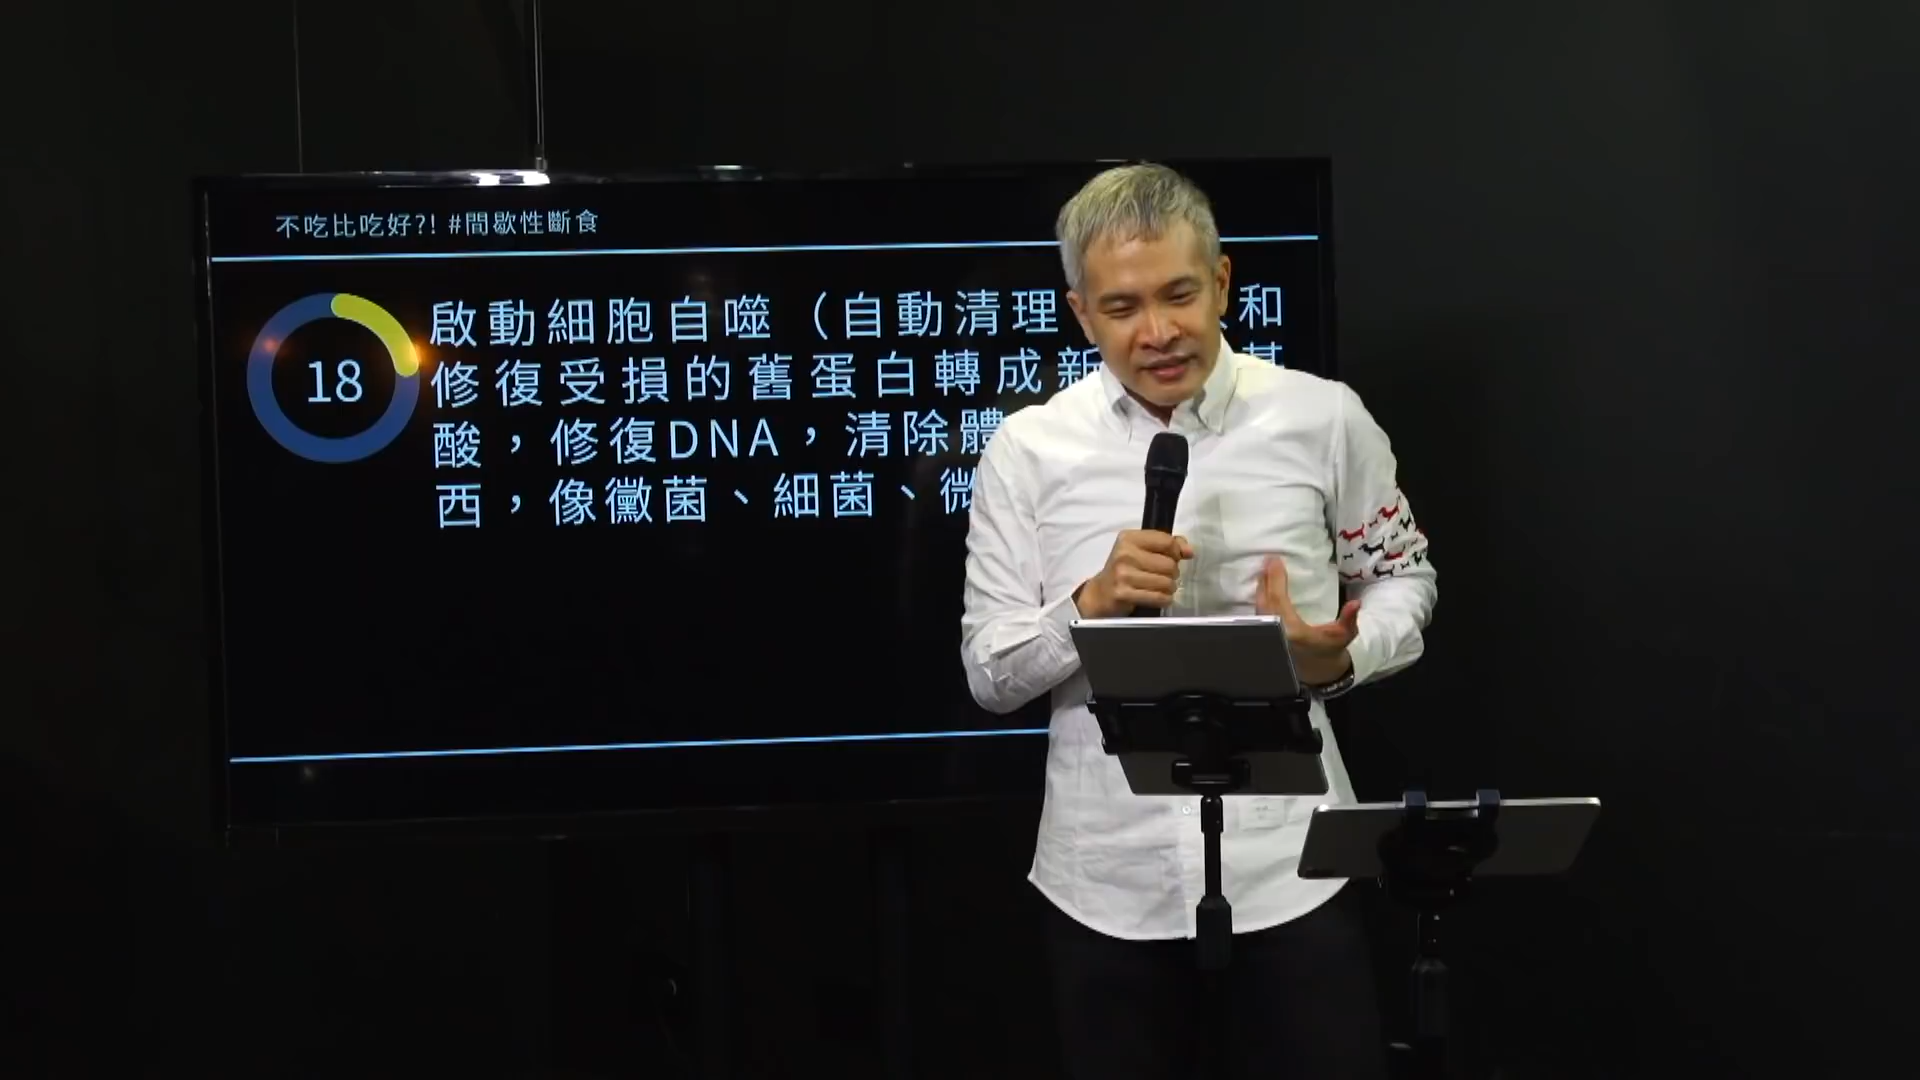 不吃比吃好?! #間歇性斷食
18
啟動細胞自噬（自動清理 和
修復受損的舊蛋白轉成新 基
酸，修復DNA，清除體
西，像黴菌、細菌、微